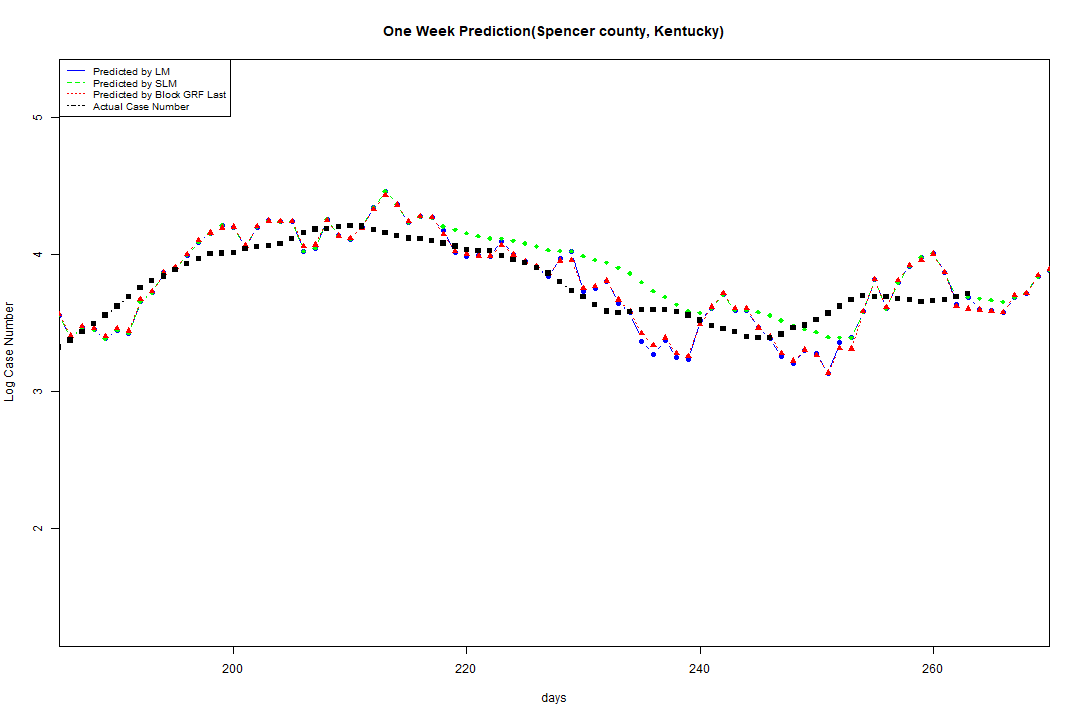 One Week Prediction(Spencer county, Kentucky)
Predicted by LM
Predicted by SLM
Predicted by Block GRF Last
Actual Case Number
5
4
3
2
Log Case Number
200
220
240
260
days